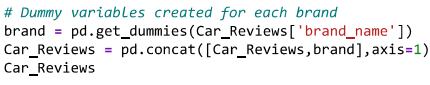 # Dummy variables created for each brand
brand = pd.get_dummies(Car_Reviews['brand_name'])
Car_Reviews = pd.concat([Car_Reviews,brand],axis=1)
Car_Reviews